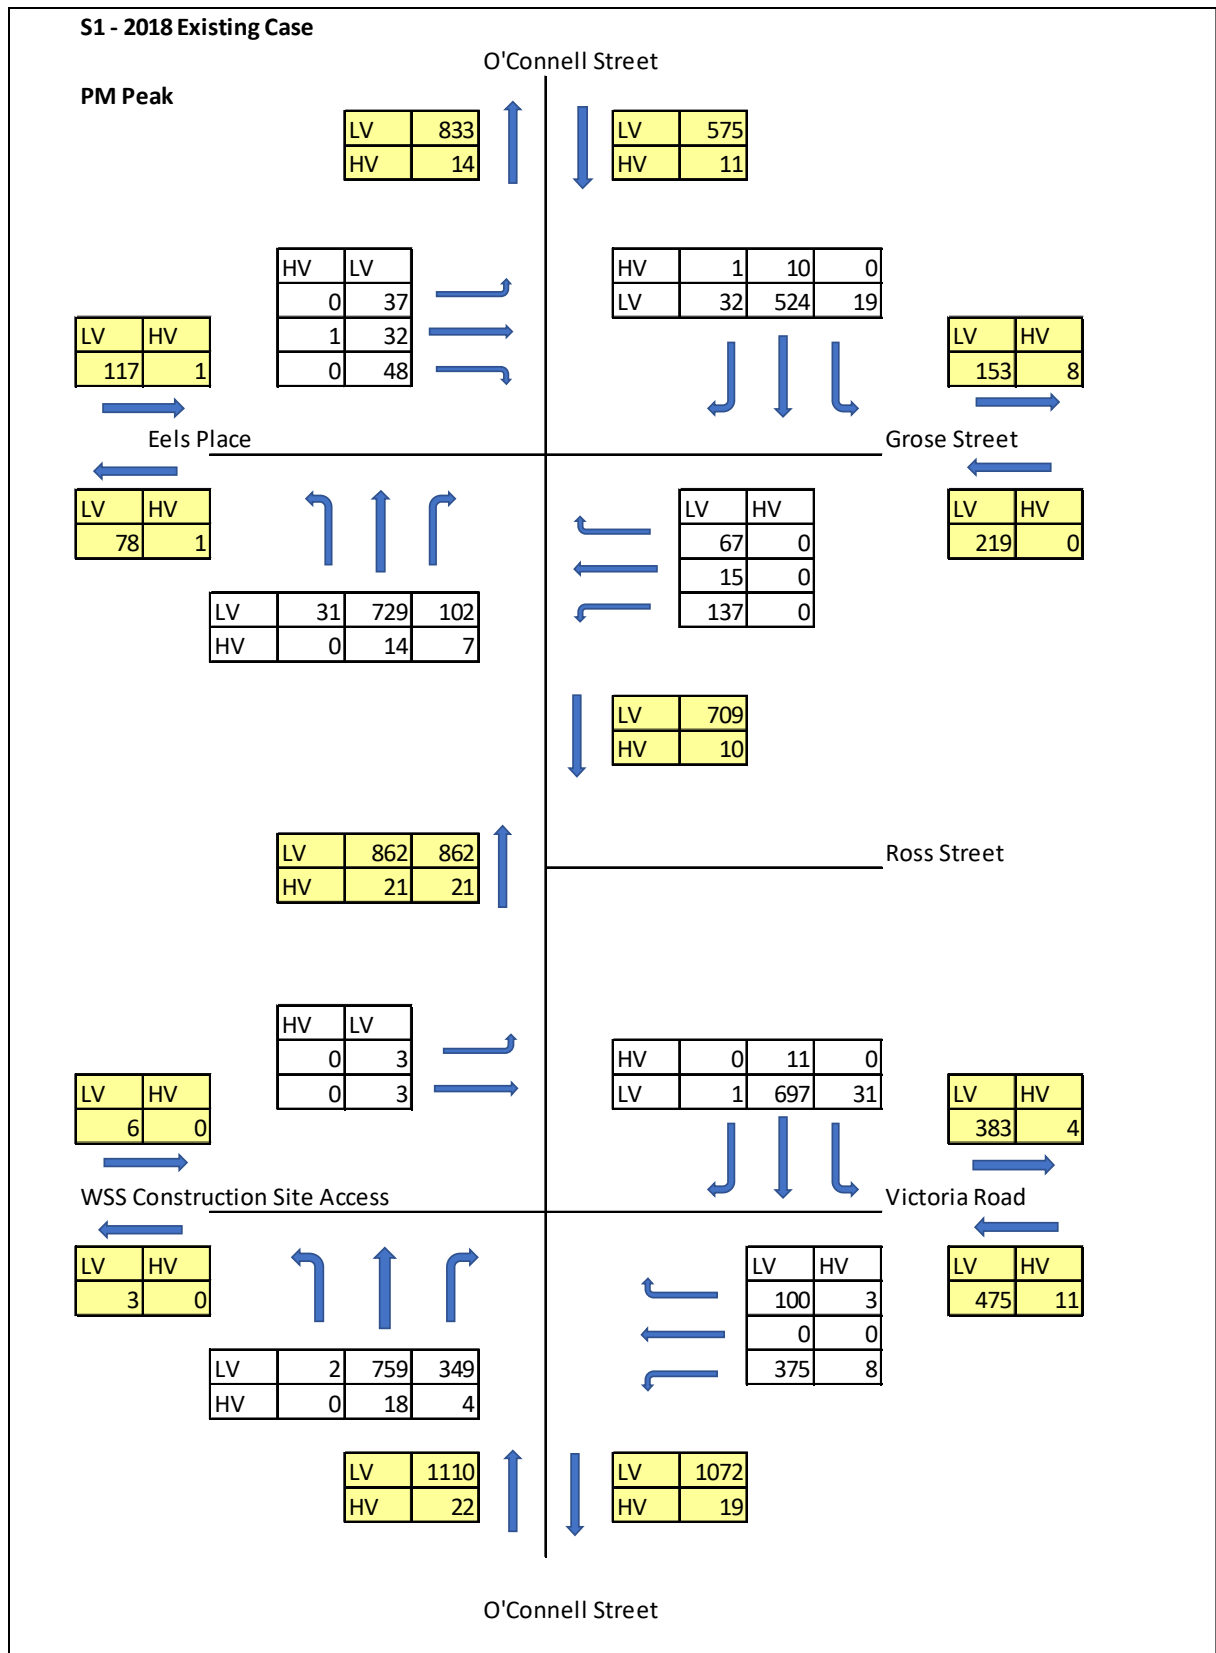 S1 - 2018 Existing Case
O'Connell Street
PM Peak
LV 833
HV 14
LV 575
HV 11
HV LV
0 37
1 32
0 48
HV 1 10 0
LV 32 524 19
LV HV
117 1
LV HV
153 8
Eels Place
Grose Street
LV HV
78 1
LV HV
67 0
15 0
137 0
LV HV
219 0
LV 31 729 102
HV 0 14 7
LV 709
HV 10
LV 862 862
HV 21 21
Ross Street
HV LV
0 3
0 3
HV 0 11 0
LV 1 697 31
LV HV
6 0
LV HV
383 4
WSS Construction Site Access
Victoria Road
LV HV
3 0
LV HV
100 3
0 0
375 8
LV HV
475 11
LV 2 759 349
HV 0 18 4
LV 1110
HV 22
LV 1072
HV 19
O'Connell Street